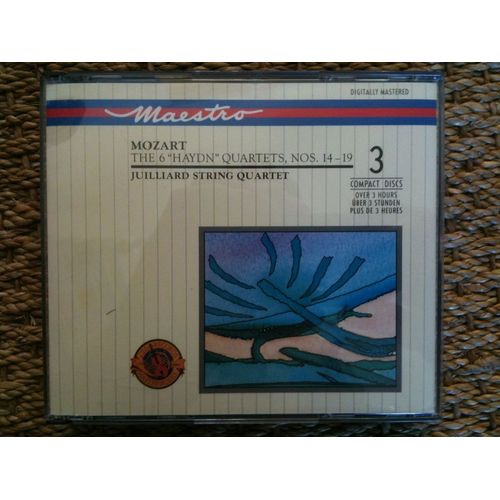 DIGITALLY MASTERED
Maestro
MOZART
THE 6 "HAYDN" QUARTETS, NOS. 14-19
JUILLIARD STRING QUARTET
3
COMPACT DISCS
OVER 3 HOURS
ÜBER 3 STUNDEN
PLUS DE 3 HEURES